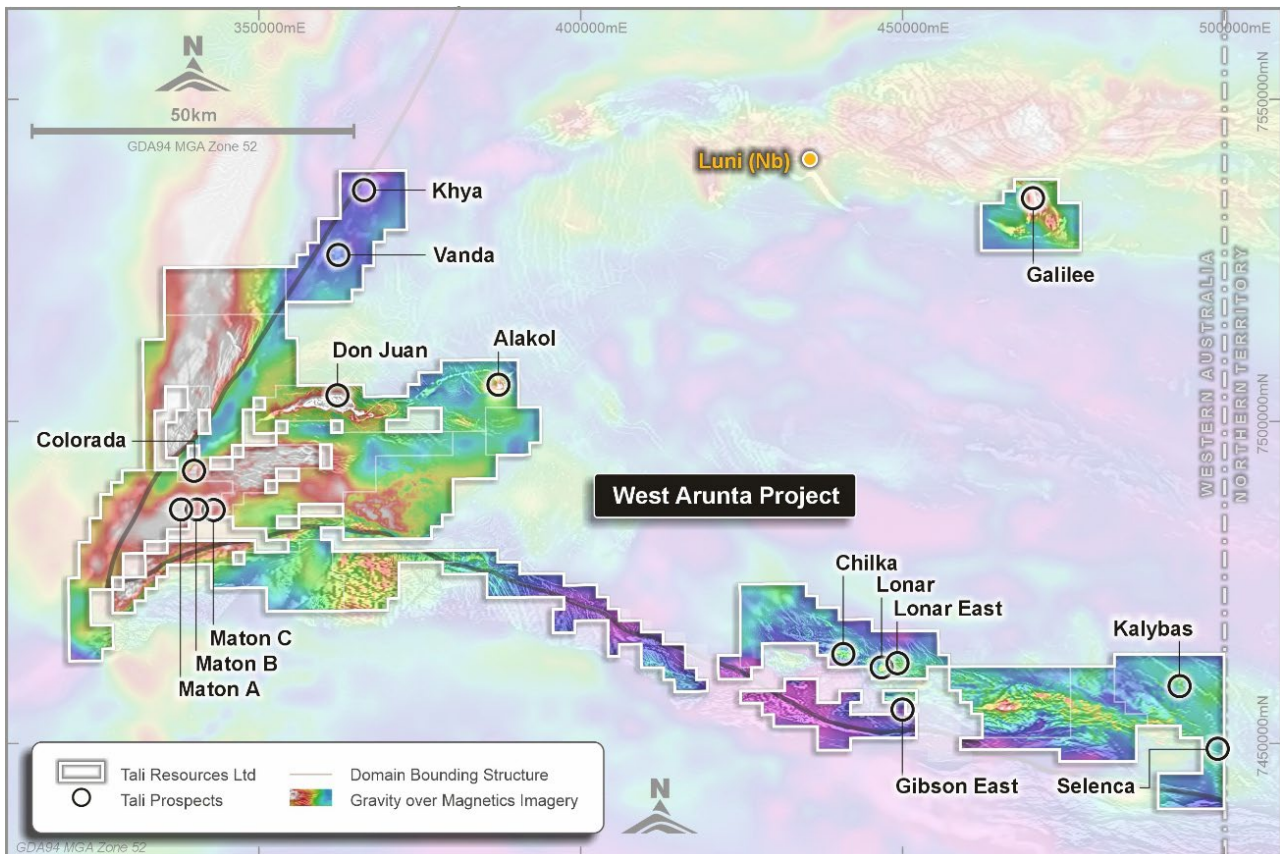 350000mE
400000mE
450000mE
500000mE
N
50km
GDA94 MGA Zone 52
7550000mN
Luni (Nb)
Khya
Galilee
Vanda
WESTERN AUSTRALIA
NORTHERN TERRITORY
Don Juan
Alakol
7500000mN
Colorada
West Arunta Project
Chilka
Lonar
Lonar East
Kalybas
Maton C
Maton B
Maton A
7450000mN
Gibson East
Selenca
N
Tali Resources Ltd
Domain Bounding Structure
Tali Prospects
Gravity over Magnetics Imagery
GDA94 MGA Zone 52